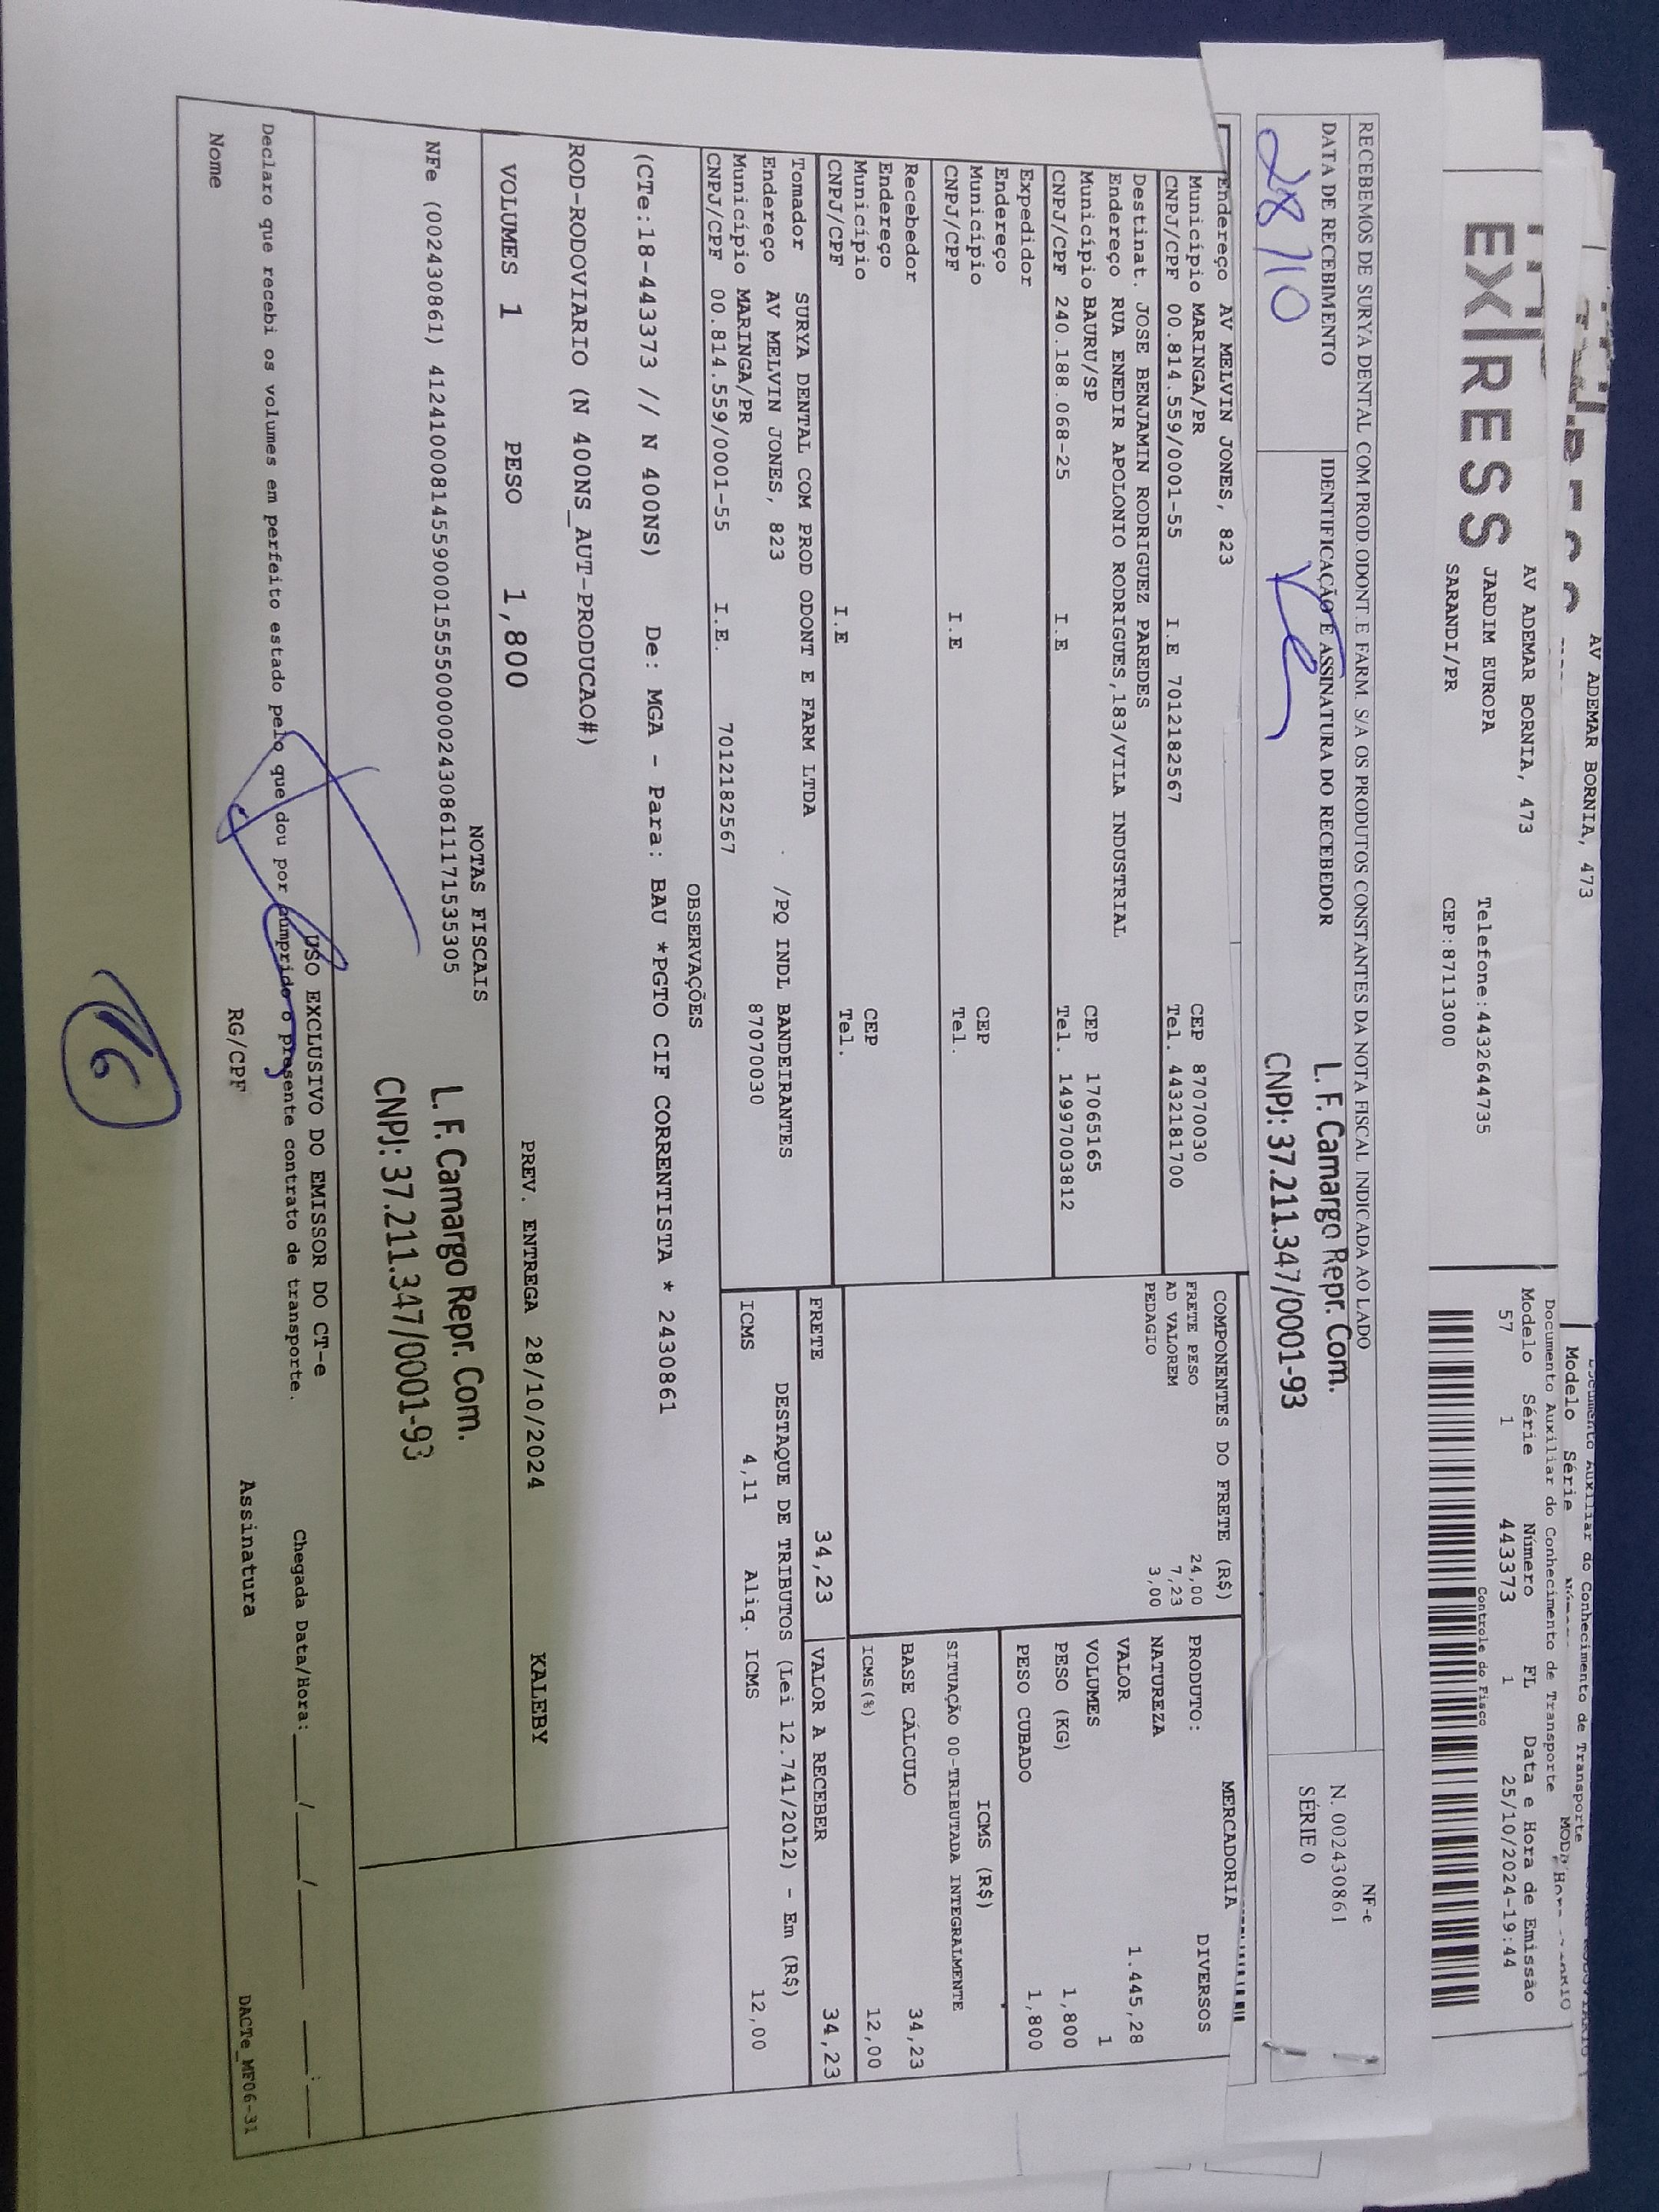 AV ADEMAR BORNIA, 473
Modelo Série
EXPRESS
AV ADEMAR BORNIA, 473
JARDIM EUROPA
SARANDI/PR
Telefone:4432644735
CEP:87113000
Documento Auxiliar do Conhecimento de Transporte
Modelo Série Número FL Data e Hora de Emissão
57 1 443373 1 25/10/2024-19:44
Controle do Fisco
RECEBEMOS DE SURYA DENTAL COM.PROD.ODONT.E FARM. S/A OS PRODUTOS CONSTANTES DA NOTA FISCAL INDICADA AO LADO
DATA DE RECEBIMENTO
28/10
IDENTIFICAÇÃO E ASSINATURA DO RECEBEDOR
L. F. Camargo Repr. Com.
CNPJ: 37.211.347/0001-93
NF-e
N. 002430861
SÉRIE 0
Endereço AV MELVIN JONES, 823
Município MARINGA/PR CEP 87070030
CNPJ/CPF 00.814.559/0001-55 I.E 7012182567 Tel. 4432181700
Destinat. JOSE BENJAMIN RODRIGUEZ PAREDES
Endereço RUA ENEDIR APOLONIO RODRIGUES,183/VILA INDUSTRIAL
Município BAURU/SP CEP 17065165
CNPJ/CPF 240.188.068-25 I.E Tel. 14997003812
Expedidor
Endereço
Município CEP
CNPJ/CPF I.E Tel.
Recebedor
Endereço
Município CEP
CNPJ/CPF I.E Tel.
Tomador SURYA DENTAL COM PROD ODONT E FARM LTDA
Endereço AV MELVIN JONES, 823 /PQ INDL BANDEIRANTES
Município MARINGA/PR 87070030
CNPJ/CPF 00.814.559/0001-55 I.E. 7012182567
COMPONENTES DO FRETE (R$)
FRETE PESO 24,00
AD VALOREM 7,23
PEDAGIO 3,00
FRETE 34,23
MERCADORIA
PRODUTO: DIVERSOS
NATUREZA
VALOR 1.445,28
VOLUMES 1
PESO (KG) 1,800
PESO CUBADO 1,800
ICMS (R$)
SITUAÇÃO 00-TRIBUTADA INTEGRALMENTE
BASE CÁLCULO 34,23
ICMS(%) 12,00
VALOR A RECEBER 34,23
DESTAQUE DE TRIBUTOS (Lei 12.741/2012) - Em (R$)
ICMS 4,11 Aliq. ICMS 12,00
OBSERVAÇÕES
(CTe:18-443373 // N 400NS) De: MGA - Para: BAU *PGTO CIF CORRENTISTA * 2430861
ROD-RODOVIARIO (N 400NS_AUT-PRODUCAO#)
VOLUMES 1 PESO 1,800 PREV. ENTREGA 28/10/2024 KALEBY
NOTAS FISCAIS
NFe (002430861) 41241000814559000155550000024308611171535305
L. F. Camargo Repr. Com.
CNPJ: 37.211.347/0001-93
USO EXCLUSIVO DO EMISSOR DO CT-e
Declaro que recebi os volumes em perfeito estado pelo que dou por cumprido o presente contrato de transporte.
Chegada Data/Hora:____/____/____ __:__
Nome RG/CPF Assinatura
DACTe_MF06-31
16